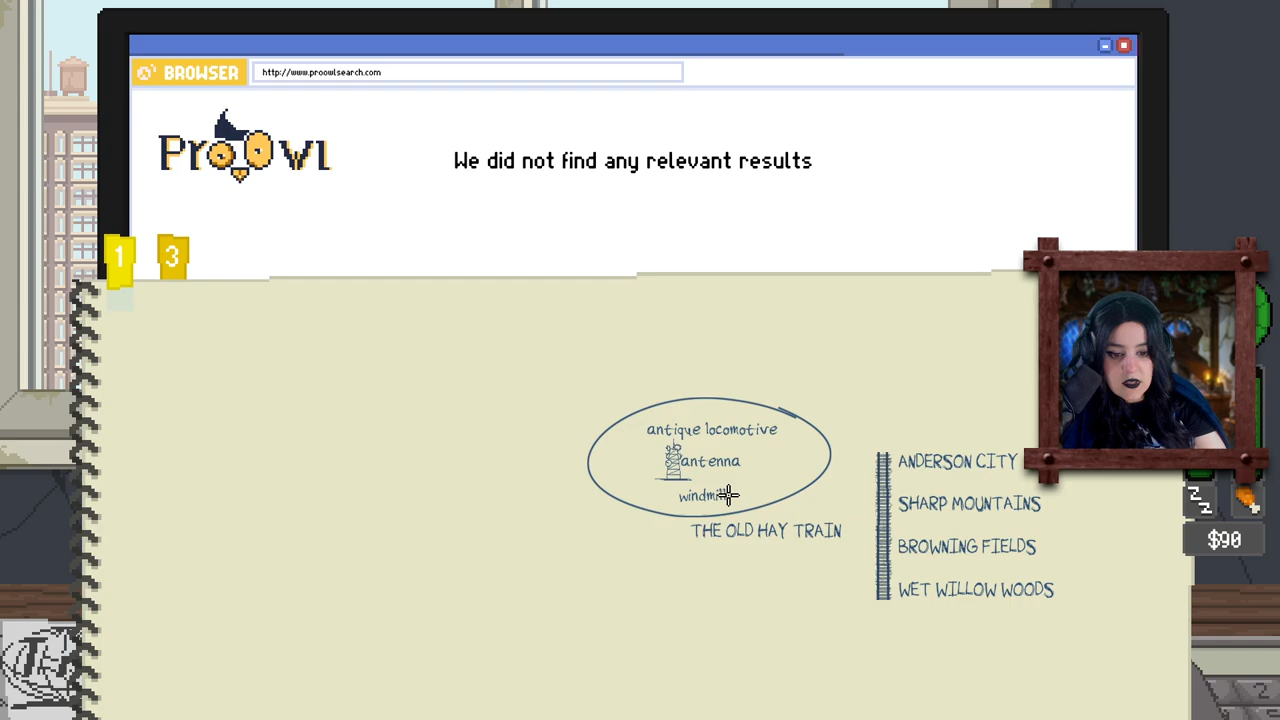 BROWSER
http://www.proowlsearch.com
PrOOwl
We did not find any relevant results
1
3
antique locomotive
antenna
THE OLD HAY TRAIN
ANDERSON CITY
SHARP MOUNTAINS
BROWNING FIELDS
WET WILLOW WOODS
$90